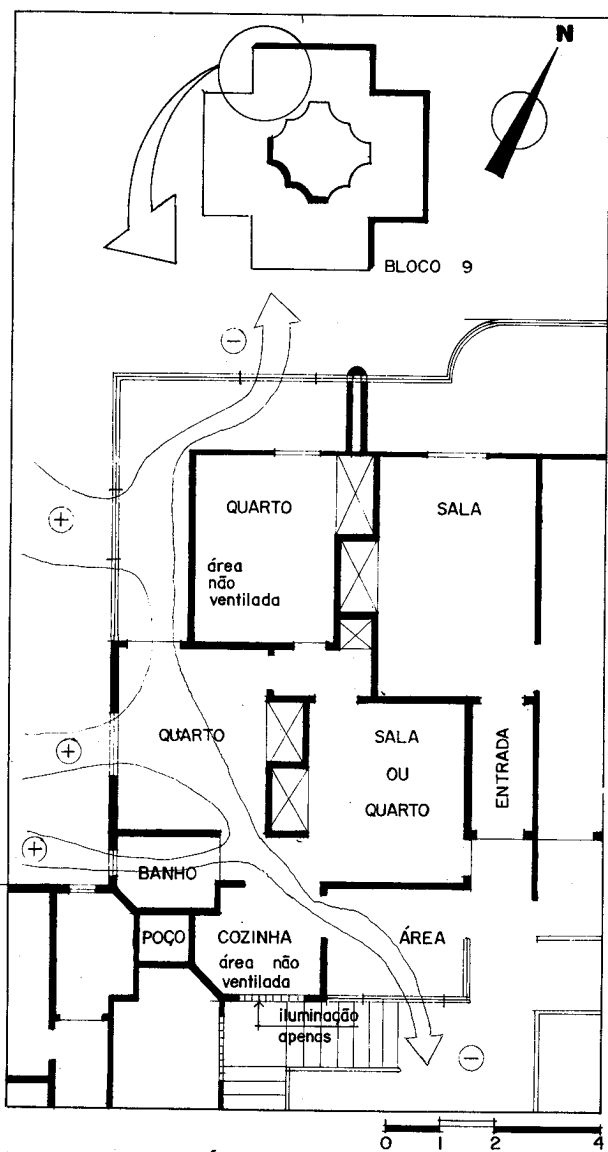 N
BLOCO 9
−
+
QUARTO
área
não
ventilada
SALA
+
QUARTO
SALA
OU
QUARTO
ENTRADA
+
BANHO
POÇO
COZINHA
área não
ventilada
ÁREA
iluminação
apenas
−
0 1 2 4